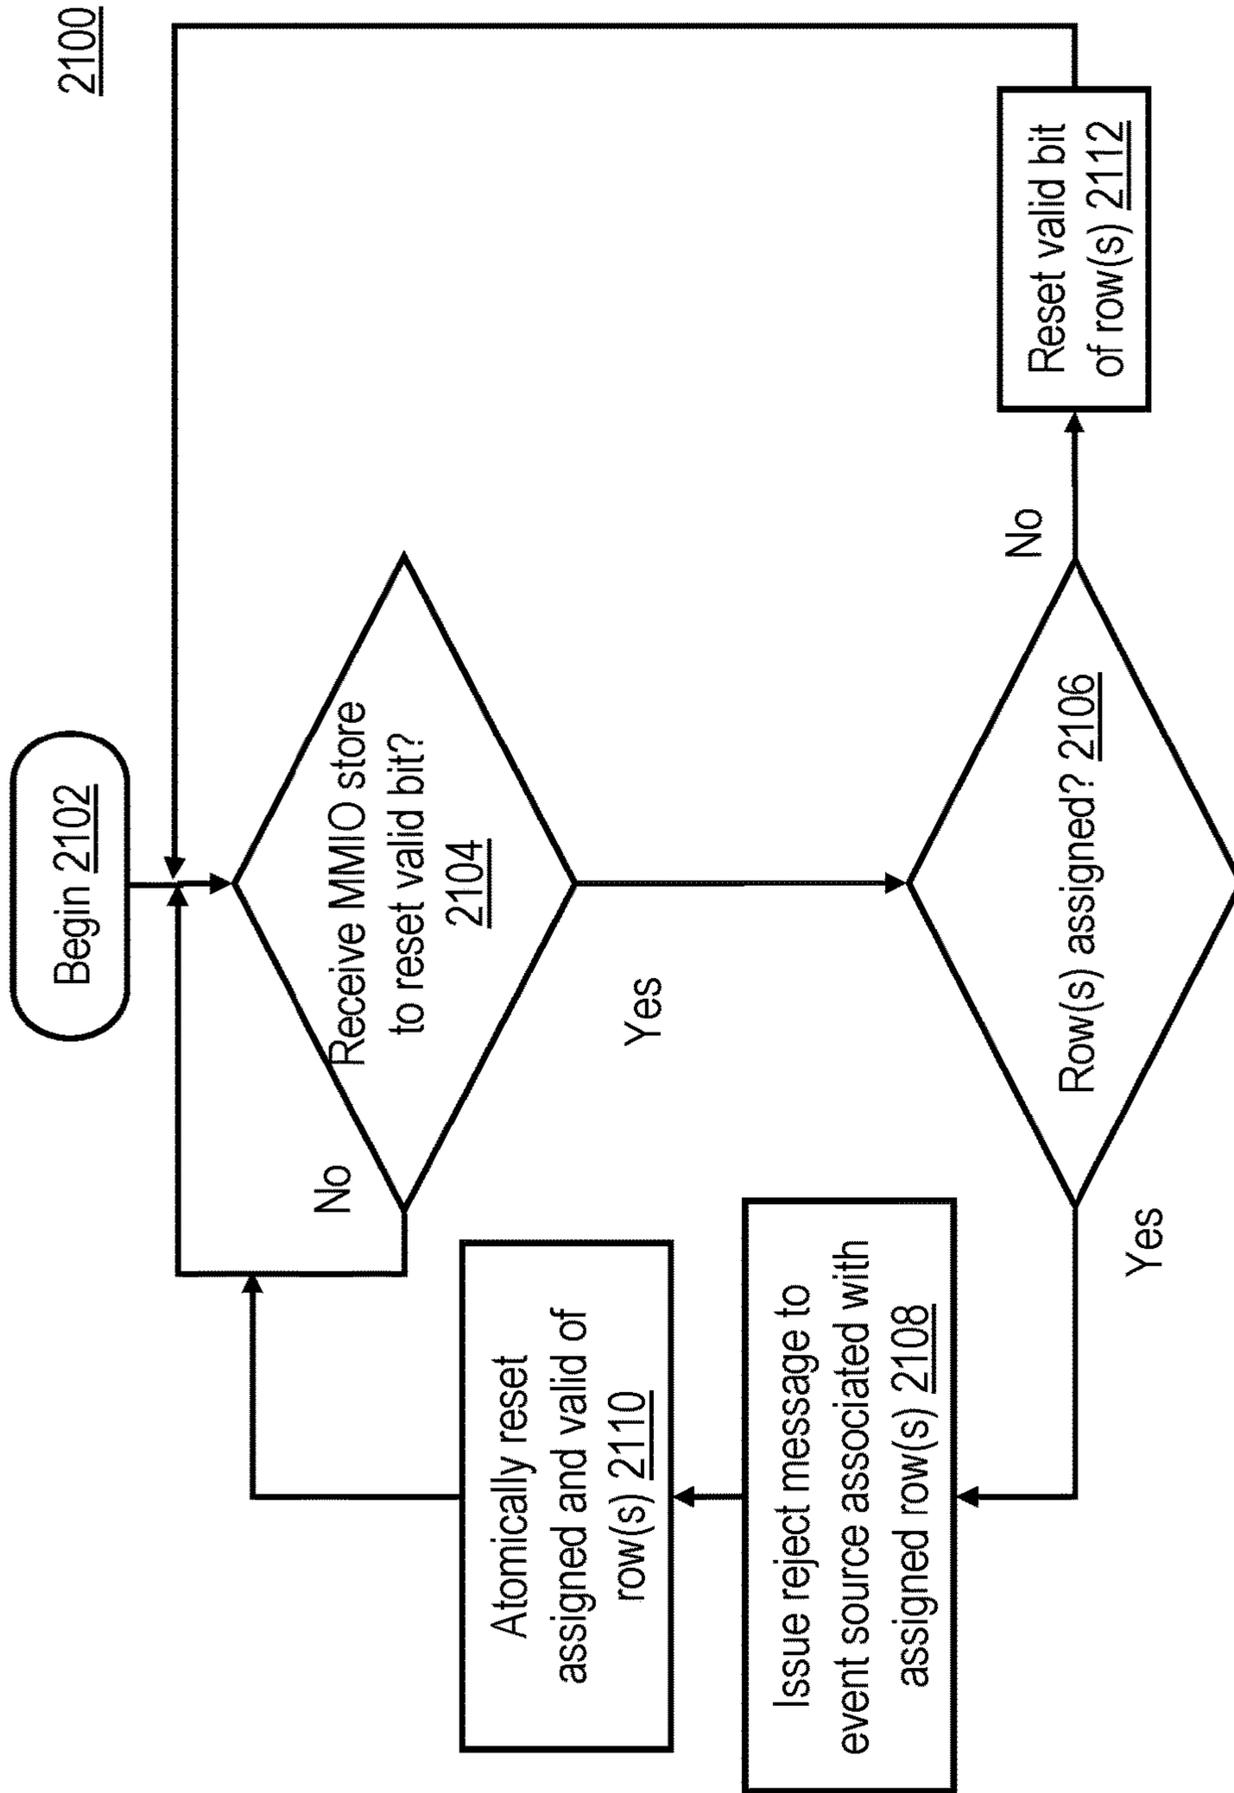 2100
Begin 2102
Receive MMIO store
to reset valid bit?
2104
No
Yes
Row(s) assigned? 2106
No
Reset valid bit
of row(s) 2112
Yes
Issue reject message to
event source associated with
assigned row(s) 2108
Atomically reset
assigned and valid of
row(s) 2110